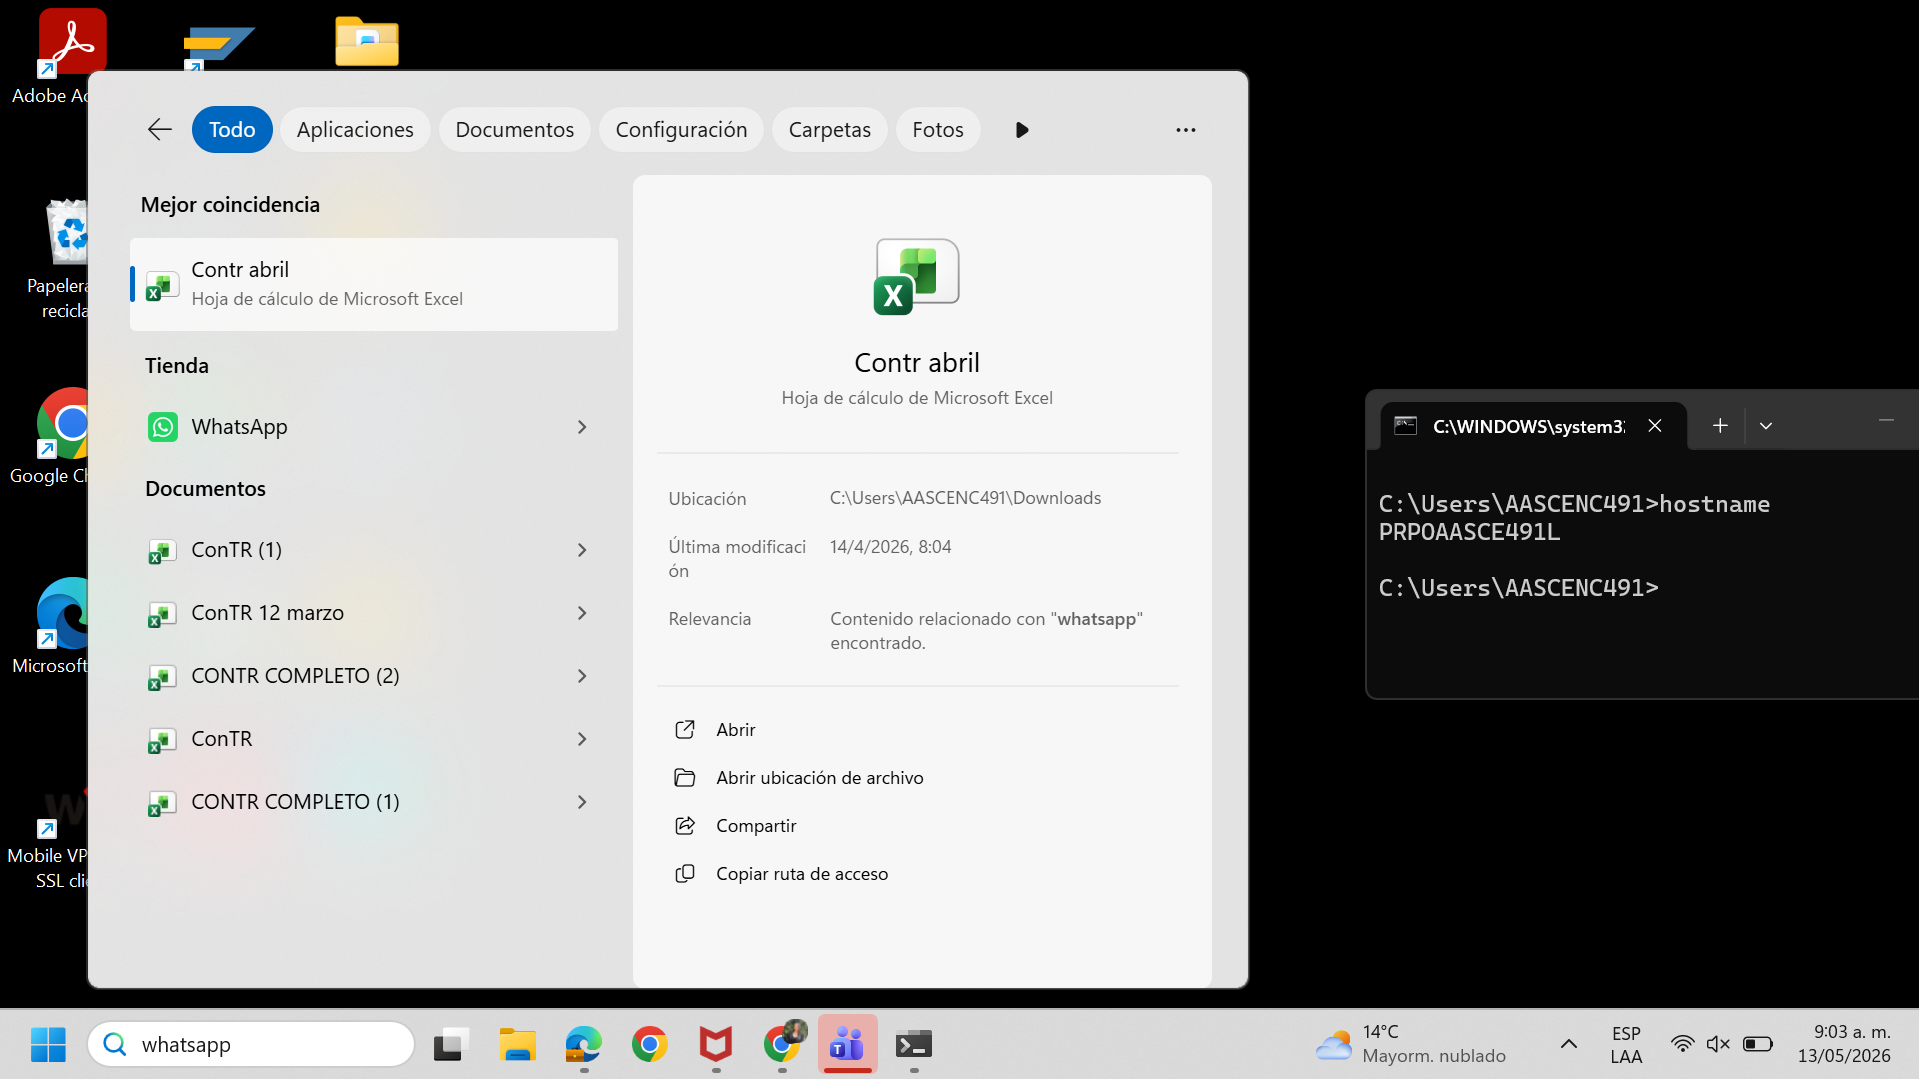 Adobe Ac
Papelera
recicla
Google Ch
Microsoft
Mobile VP
SSL clie
Todo
Aplicaciones
Documentos
Configuración
Carpetas
Fotos
Mejor coincidencia
Contr abril
Hoja de cálculo de Microsoft Excel
Tienda
WhatsApp
Documentos
ConTR (1)
ConTR 12 marzo
CONTR COMPLETO (2)
ConTR
CONTR COMPLETO (1)
Contr abril
Hoja de cálculo de Microsoft Excel
Ubicación
C:\Users\AASCENC491\Downloads
Última modificaci
ón
14/4/2026, 8:04
Relevancia
Contenido relacionado con "whatsapp"
encontrado.
Abrir
Abrir ubicación de archivo
Compartir
Copiar ruta de acceso
C:\WINDOWS\system3
C:\Users\AASCENC491>hostname
PRPOAASCE491L
C:\Users\AASCENC491>
whatsapp
14°C
Mayorm. nublado
ESP
LAA
9:03 a. m.
13/05/2026